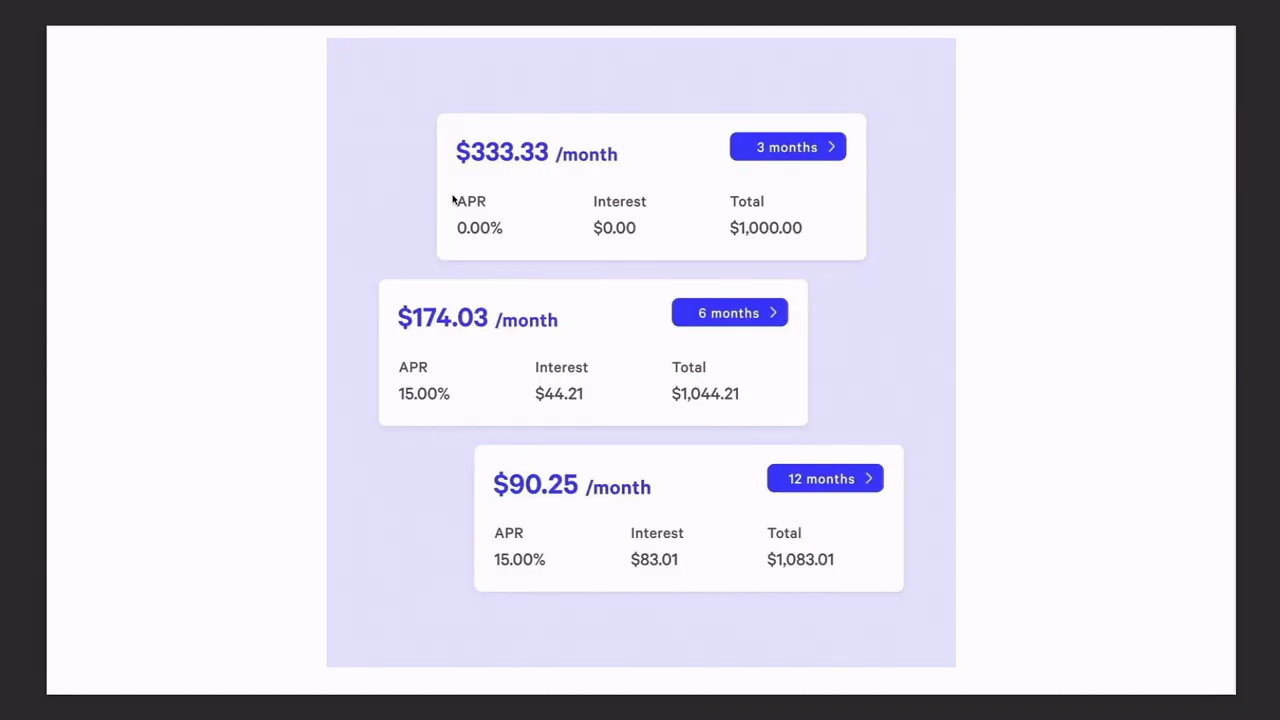 $333.33 /month
3 months
APR Interest Total
0.00% $0.00 $1,000.00
$174.03 /month
6 months
APR Interest Total
15.00% $44.21 $1,044.21
$90.25 /month
12 months
APR Interest Total
15.00% $83.01 $1,083.01